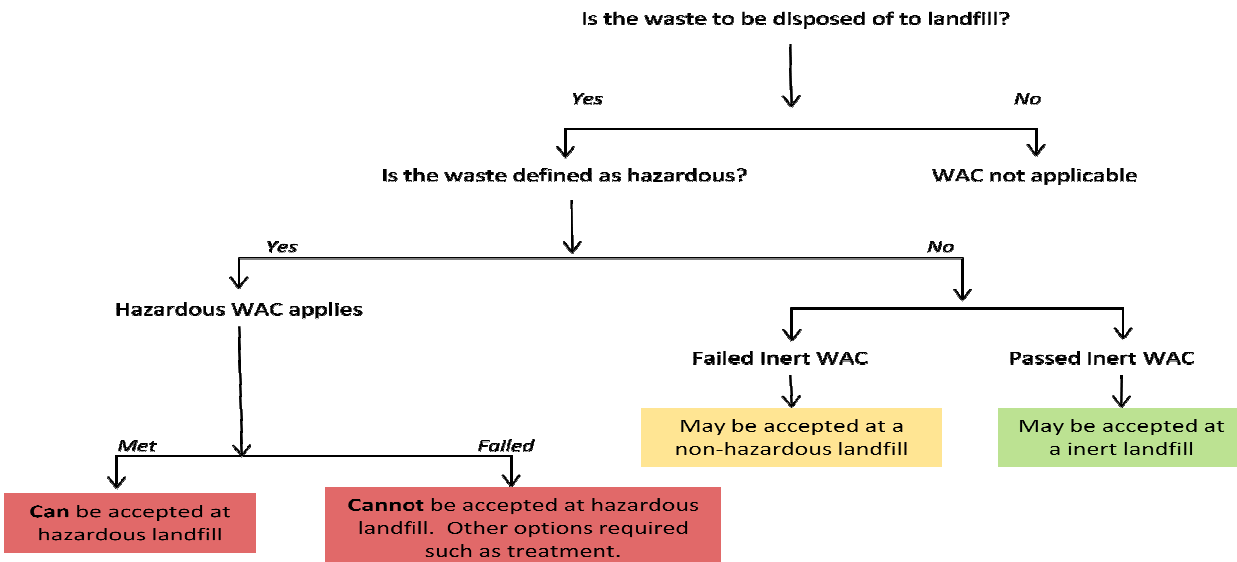 Is the waste to be disposed of to landfill?
Yes
No
Is the waste defined as hazardous?
WAC not applicable
Yes
No
Hazardous WAC applies
Failed Inert WAC
Passed Inert WAC
May be accepted at a
non-hazardous landfill
May be accepted at
a inert landfill
Met
Failed
Can be accepted at
hazardous landfill
Cannot be accepted at hazardous
landfill. Other options required
such as treatment.